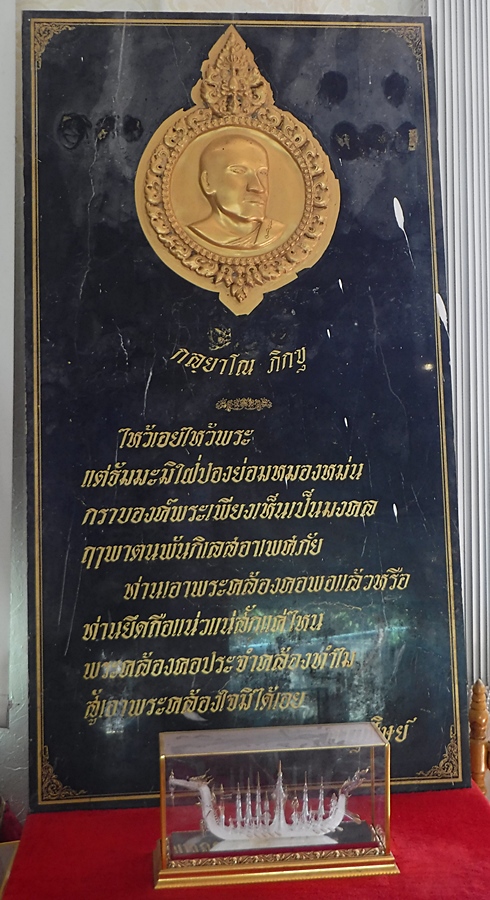 กลฺยาโณ ภิกขุ
ไหว้เอยไหว้พระ
แต่ธัมมะมิใฝ่ปองย่อมหมองหม่น
กราบองค์พระเพียงเห็นเป็นมงคล
ฤาพาตนพ้นกิเลสอาเพศภัย
ท่านเอาพระคล้องคอพอแล้วหรือ
ท่านยึดถือแน่วแน่สักแค่ไหน
พระคล้องคอประจำคล้องทำไม
สู้เอาพระคล้องใจมิได้เอย